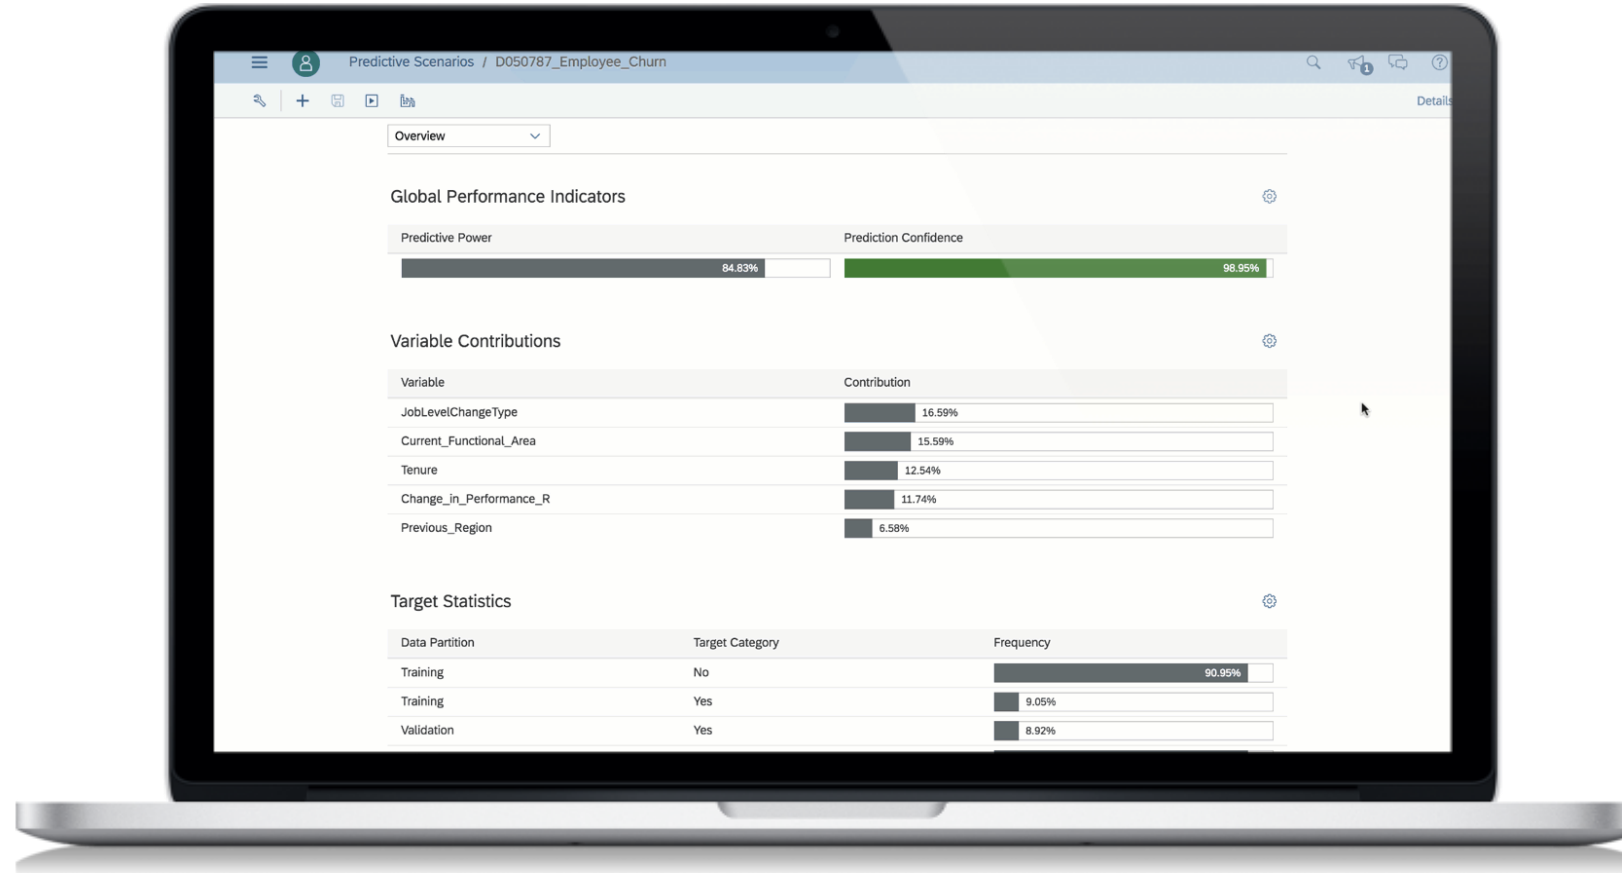 Predictive Scenarios / D050787_Employee_Churn
1
Details
Overview
Global Performance Indicators
Predictive Power Prediction Confidence
84.83% 98.95%
Variable Contributions
Variable Contribution
JobLevelChangeType 16.59%
Current_Functional_Area 15.59%
Tenure 12.54%
Change_in_Performance_R 11.74%
Previous_Region 6.58%
Target Statistics
Data Partition Target Category Frequency
Training No 90.95%
Training Yes 9.05%
Validation Yes 8.92%